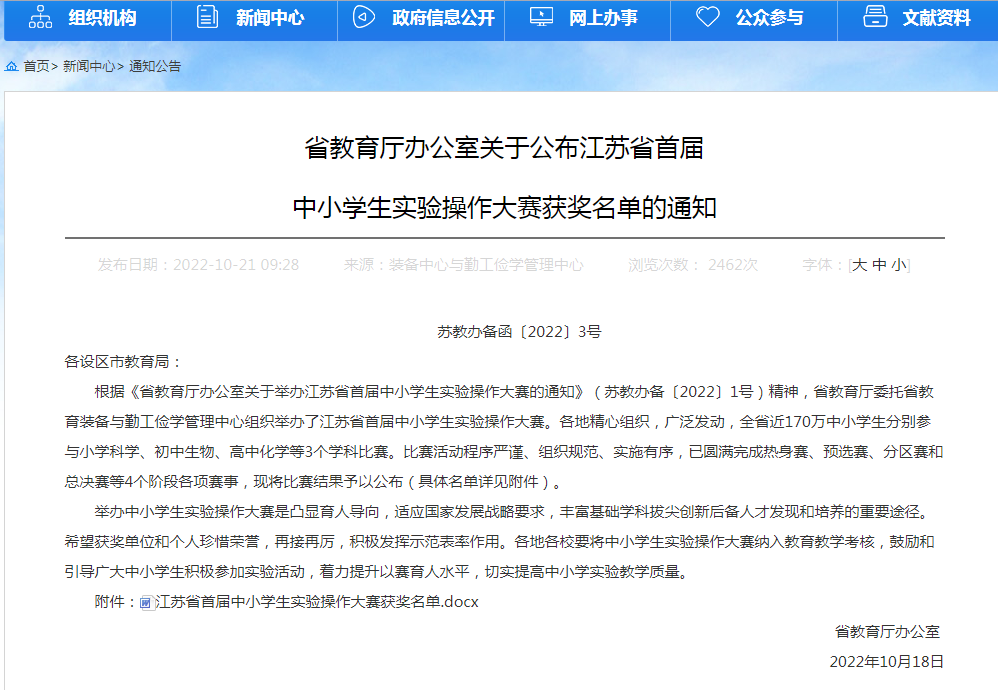 组织机构 新闻中心 政府信息公开 网上办事 公众参与 文献资料
首页> 新闻中心> 通知公告
省教育厅办公室关于公布江苏省首届
中小学生实验操作大赛获奖名单的通知
发布日期：2022-10-21 09:28 来源：装备中心与勤工俭学管理中心 浏览次数： 2462次 字体：[大 中 小]
苏教办备函〔2022〕3号
各设区市教育局：
根据《省教育厅办公室关于举办江苏省首届中小学生实验操作大赛的通知》（苏教办备〔2022〕1号）精神，省教育厅委托省教
育装备与勤工俭学管理中心组织举办了江苏省首届中小学生实验操作大赛。各地精心组织，广泛发动，全省近170万中小学生分别参
与小学科学、初中生物、高中化学等3个学科比赛。比赛活动程序严谨、组织规范、实施有序，已圆满完成热身赛、预选赛、分区赛和
总决赛等4个阶段各项赛事，现将比赛结果予以公布（具体名单详见附件）。
举办中小学生实验操作大赛是凸显育人导向，适应国家发展战略要求，丰富基础学科拔尖创新后备人才发现和培养的重要途径。
希望获奖单位和个人珍惜荣誉，再接再厉，积极发挥示范表率作用。各地各校要将中小学生实验操作大赛纳入教育教学考核，鼓励和
引导广大中小学生积极参加实验活动，着力提升以赛育人水平，切实提高中小学实验教学质量。
附件：江苏省首届中小学生实验操作大赛获奖名单.docx
省教育厅办公室
2022年10月18日